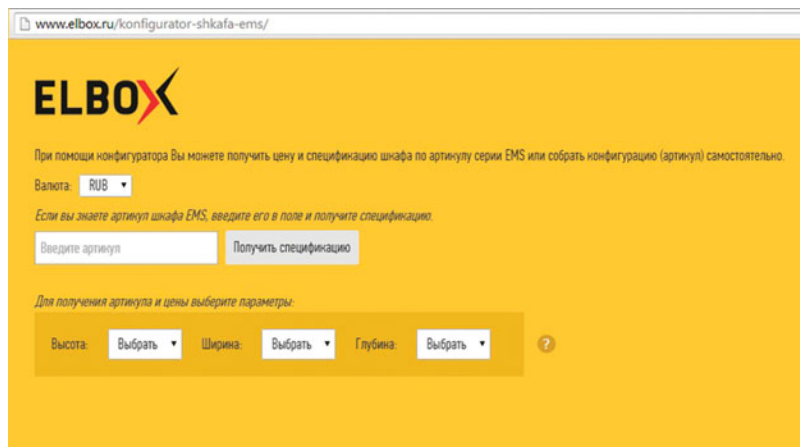 www.elbox.ru/konfigurator-shkafa-ems/
ELBOX
При помощи конфигуратора Вы можете получить цену и спецификацию шкафа по артикулу серии EMS или собрать конфигурацию (артикул) самостоятельно.
Валюта: RUB
Если вы знаете артикул шкафа EMS, введите его в поле и получите спецификацию.
Введите артикул Получить спецификацию
Для получения артикула и цены выберите параметры:
Высота: Выбрать Ширина: Выбрать Глубина: Выбрать ?